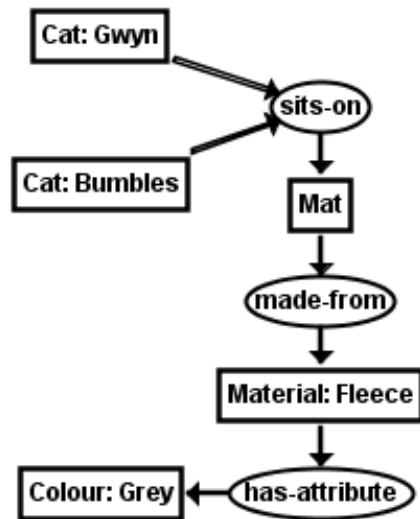 Cat: Gwyn
sits-on
Cat: Bumbles
Mat
made-from
Material: Fleece
Colour: Grey
has-attribute